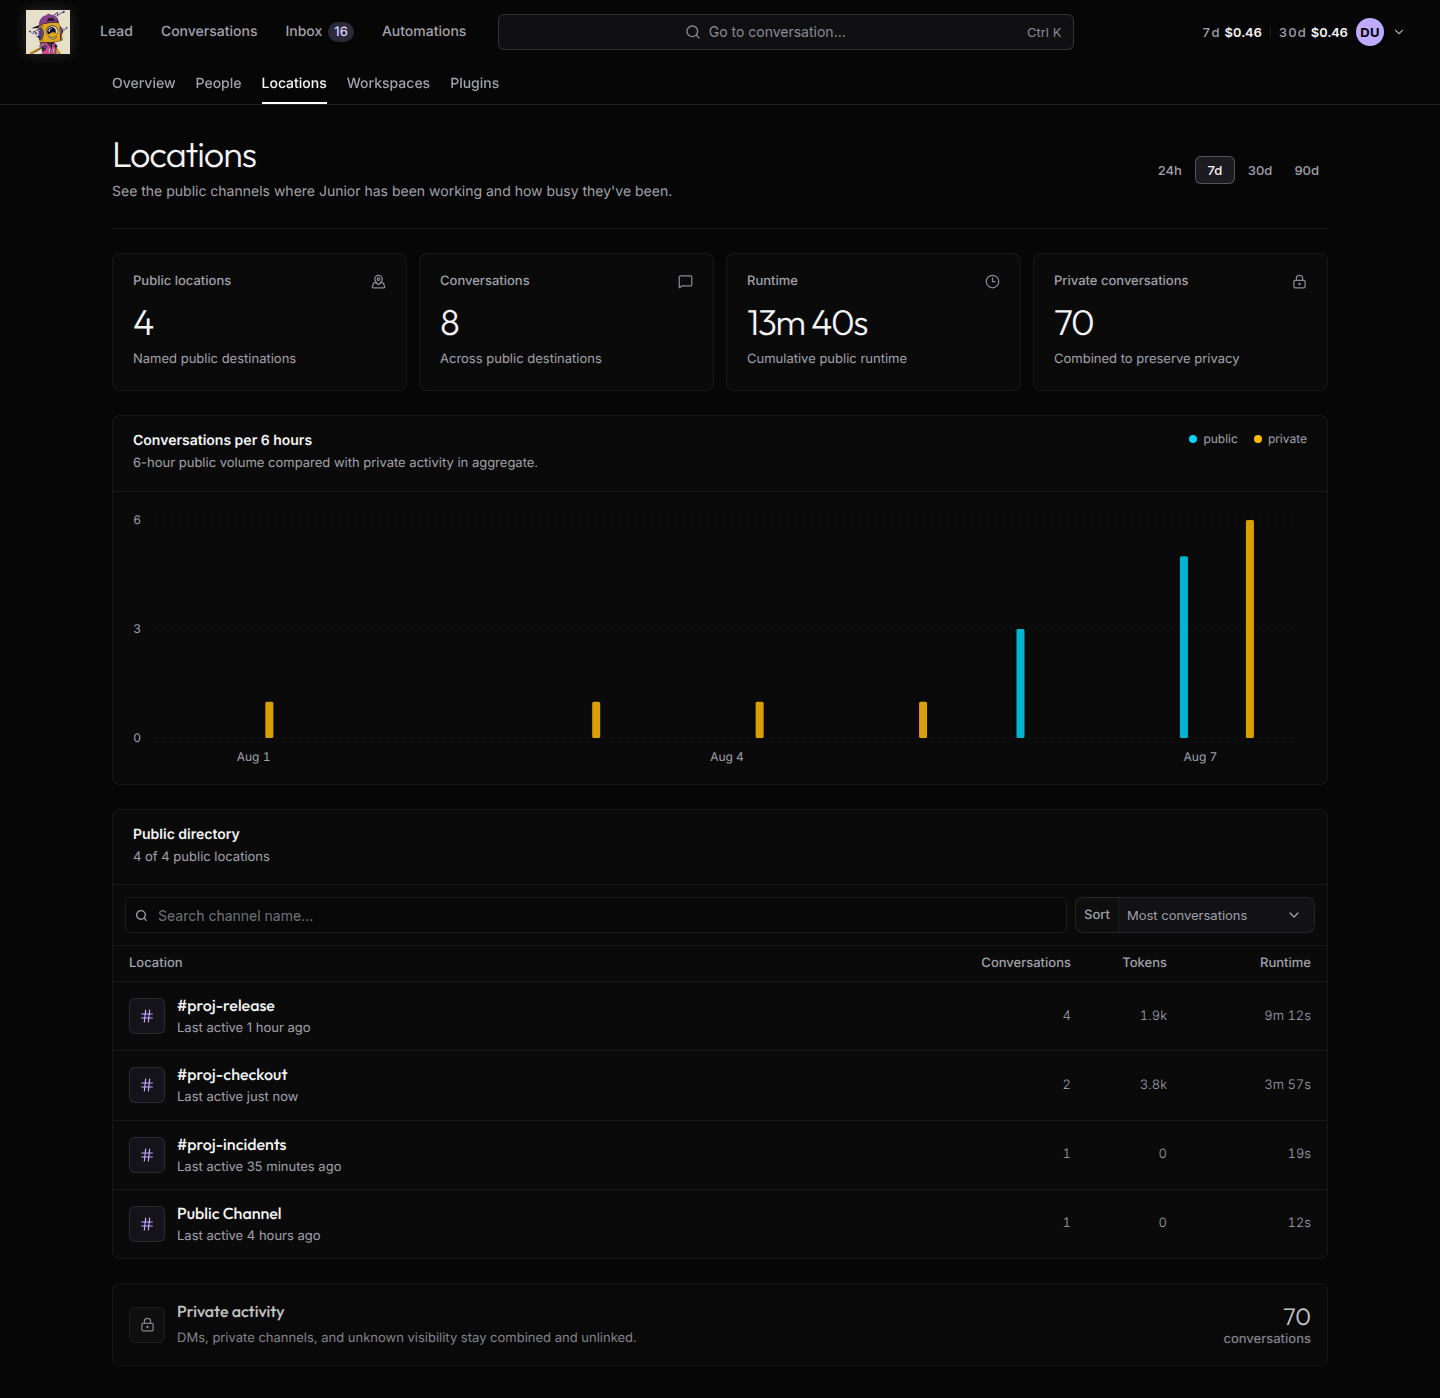 Lead Conversations Inbox 16 Automations Go to conversation... Ctrl K 7d $0.46 30d $0.46 DU
Overview People Locations Workspaces Plugins
Locations
See the public channels where Junior has been working and how busy they've been.
24h 7d 30d 90d
Public locations
4
Named public destinations
Conversations
8
Across public destinations
Runtime
13m 40s
Cumulative public runtime
Private conversations
70
Combined to preserve privacy
Conversations per 6 hours
6-hour public volume compared with private activity in aggregate.
public private
6
3
0
Aug 1 Aug 4 Aug 7
Public directory
4 of 4 public locations
Search channel name... Sort Most conversations
Location Conversations Tokens Runtime
#proj-release
Last active 1 hour ago
4 1.9k 9m 12s
#proj-checkout
Last active just now
2 3.8k 3m 57s
#proj-incidents
Last active 35 minutes ago
1 0 19s
Public Channel
Last active 4 hours ago
1 0 12s
Private activity
DMs, private channels, and unknown visibility stay combined and unlinked.
70
conversations